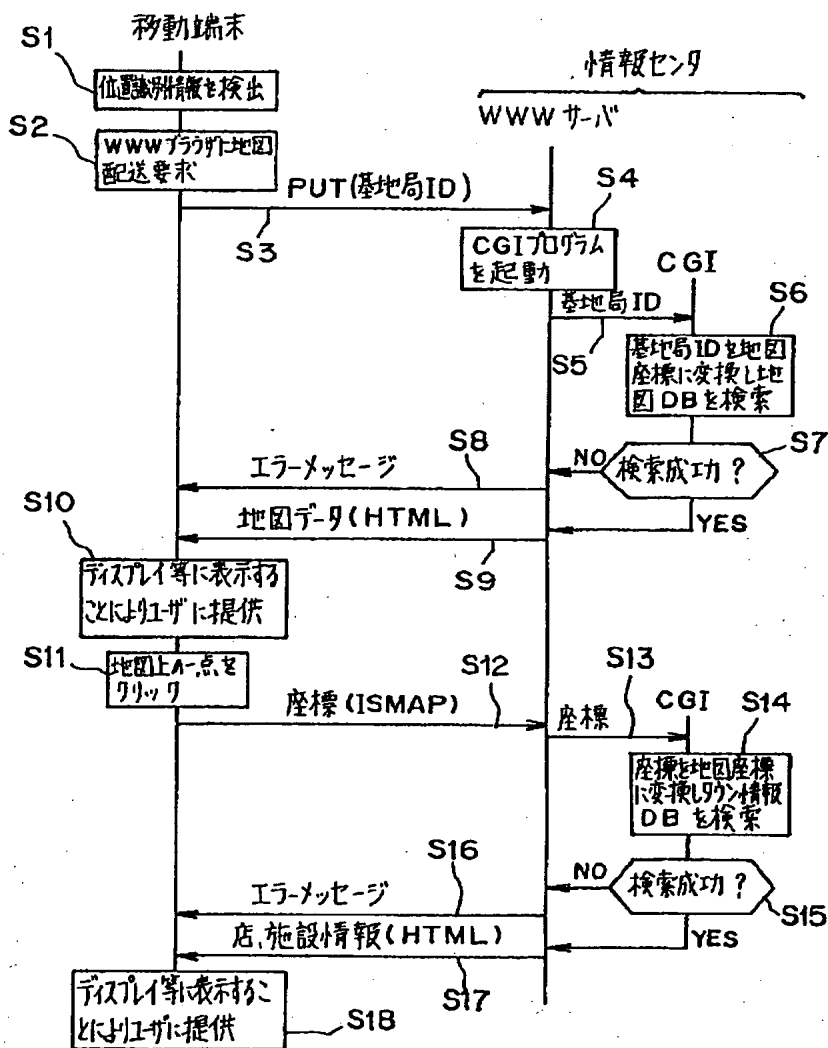 移動端末
S1
位置識別情報を検出
情報センタ
WWWサーバ
S2
WWWブラウザに地図
配送要求
PUT(基地局ID)
S3
S4
CGIプログラム
を起動
CGI
基地局ID
S5
S6
基地局IDを地図
座標に変換し地
図DBを検索
S7
検索成功?
NO
YES
S8
エラーメッセージ
地図データ(HTML)
S9
S10
ディスプレイ等に表示する
ことによりユーザに提供
S11
地図上A一点を
クリック
S12
座標(ISMAP)
S13
座標
CGI
S14
座標を地図座標
に変換しタウン情報
DBを検索
検索成功?
S15
NO
YES
S16
エラーメッセージ
店、施設情報(HTML)
S17
ディスプレイ等に表示するこ
とによりユーザに提供
S18